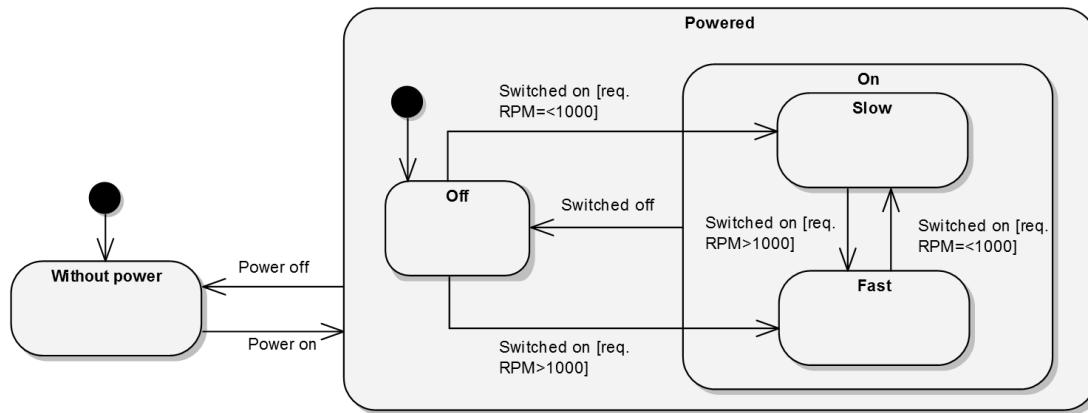 Powered
On
Switched on [req.
RPM=<1000]
Slow
Off
Switched off
Switched on [req.
RPM>1000]
Switched on [req.
RPM=<1000]
Without power
Power off
Fast
Power on
Switched on [req.
RPM>1000]